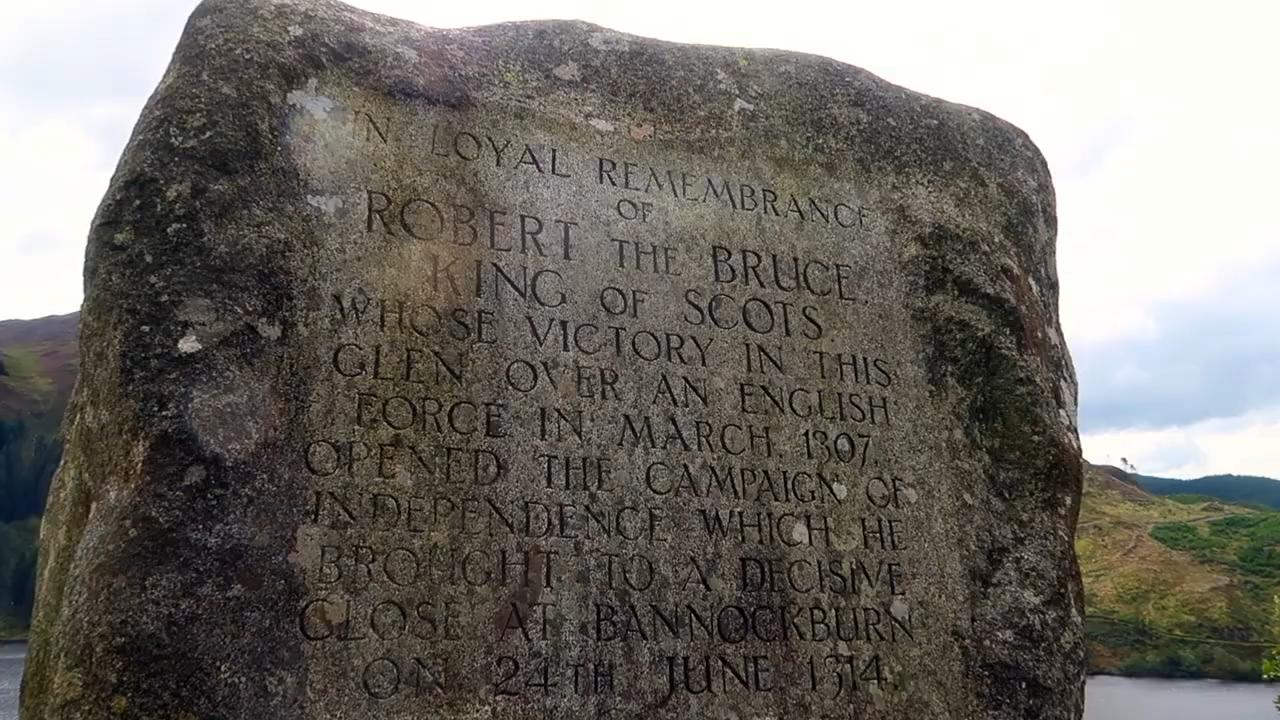 IN LOYAL REMEMBRANCE
OF
ROBERT THE BRUCE.
KING OF SCOTS.
WHOSE VICTORY IN THIS
GLEN OVER AN ENGLISH
FORCE IN MARCH, 1307,
OPENED THE CAMPAIGN OF
INDEPENDENCE WHICH HE
BROUGHT TO A DECISIVE
CLOSE AT BANNOCKBURN
ON 24TH JUNE 1314.